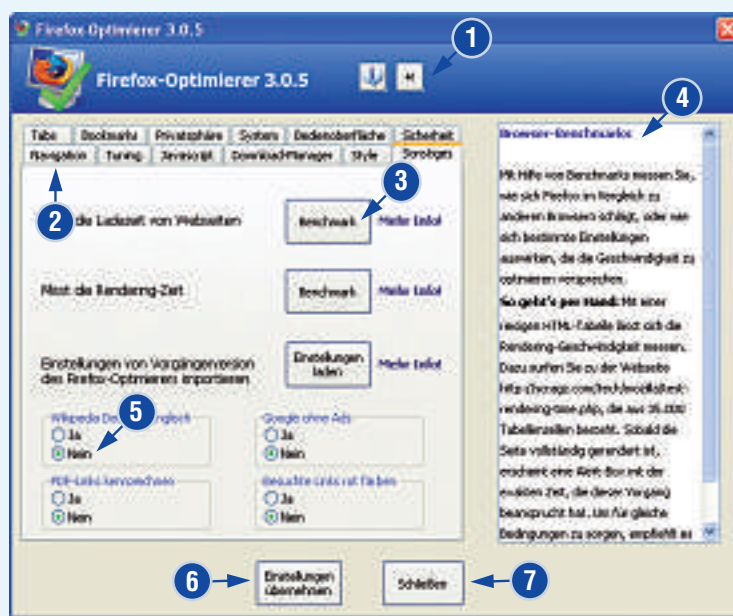 Firefox Optimierer 3.0.5
1
Firefox-Optimierer 3.0.5
Tabs Bookmarks Privatsphäre System Bedienoberfläche Sicherheit
Navigation Tuning Javascript Download-Manager Style Sonstiges
2
3
die Ladezeit von Webseiten
Benchmark
Mehr Infos!
Misst die Rendering-Zeit
Benchmark
Mehr Infos!
Einstellungen von Vorgängerversion
des Firefox-Optimierers importieren
Einstellungen
laden
Mehr Infos!
5
Wikipedia
Ja
Nein
Google ohne Ads
Ja
Nein
PDF-Links kennzeichnen
Ja
Nein
Besuchte Links rot färben
Ja
Nein
4
Browser-Benchmarks
Mit Hilfe von Benchmarks messen Sie,
wie sich Firefox im Vergleich zu
anderen Browsern schlägt, oder wie
sich bestimmte Einstellungen
auswirken, die die Geschwindigkeit zu
optimieren versprechen.
So geht's per Hand: Mit einer
riesigen HTML-Tabelle lässt sich die
Rendering-Geschwindigkeit messen.
Dazu surfen Sie zu der Webseite
rendering-time.php, die aus
Tabellenzellen besteht. Sobald die
Seite vollständig gerendert ist,
erscheint eine Alert-Box mit der
exakten Zeit, die dieser Vorgang
beansprucht hat. Um für gleiche
Bedingungen zu sorgen, empfiehlt es
6
Einstellungen
übernehmen
Schließen
7